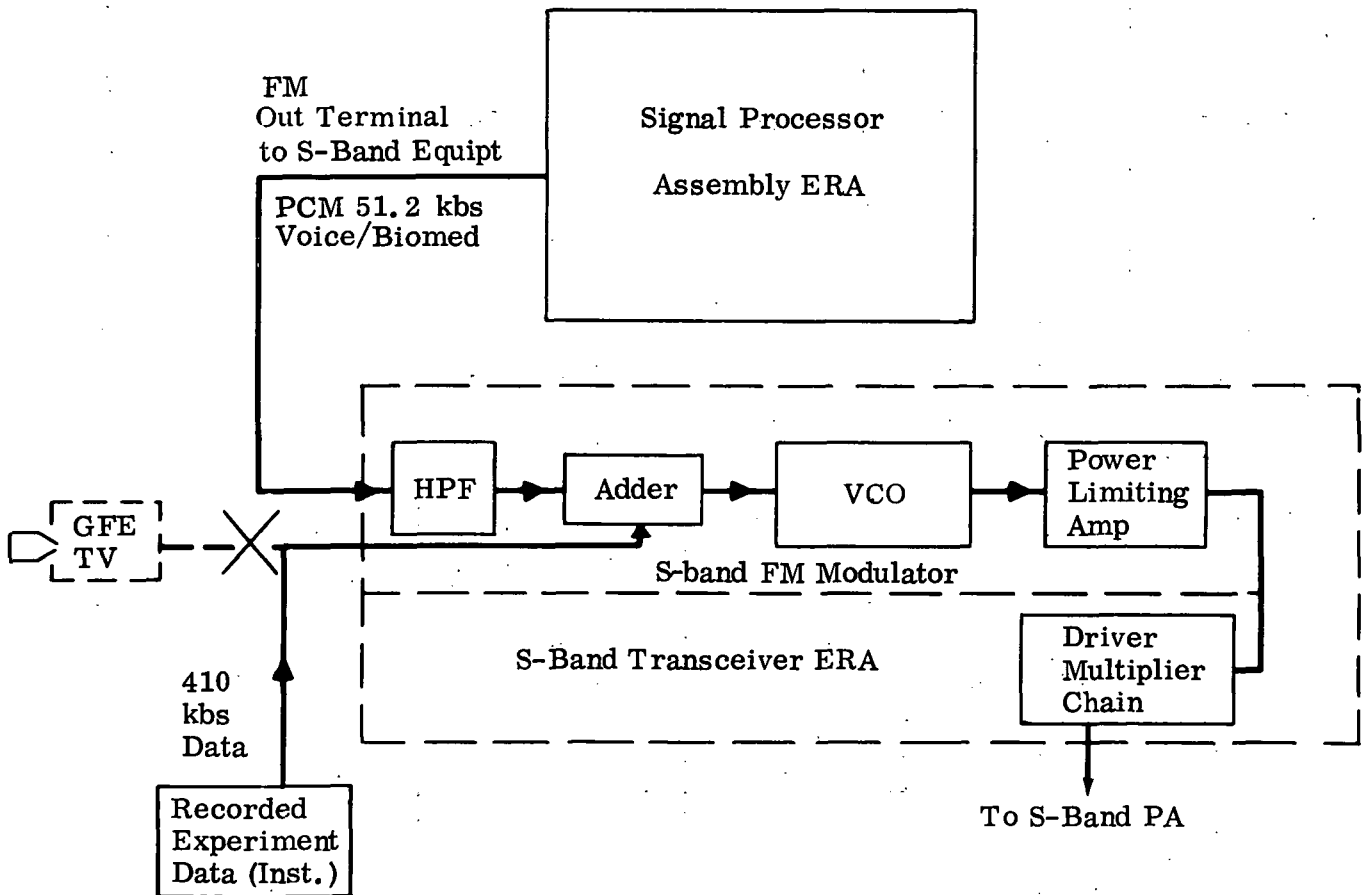 FM
Out Terminal
to S-Band Equipt
PCM 51.2 kbs
Voice/Biomed
Signal Processor
Assembly ERA
HPF
Adder
VCO
Power
Limiting
Amp
GFE
TV
S-band FM Modulator
S-Band Transceiver ERA
Driver
Multiplier
Chain
410
kbs
Data
Recorded
Experiment
Data (Inst.)
To S-Band PA